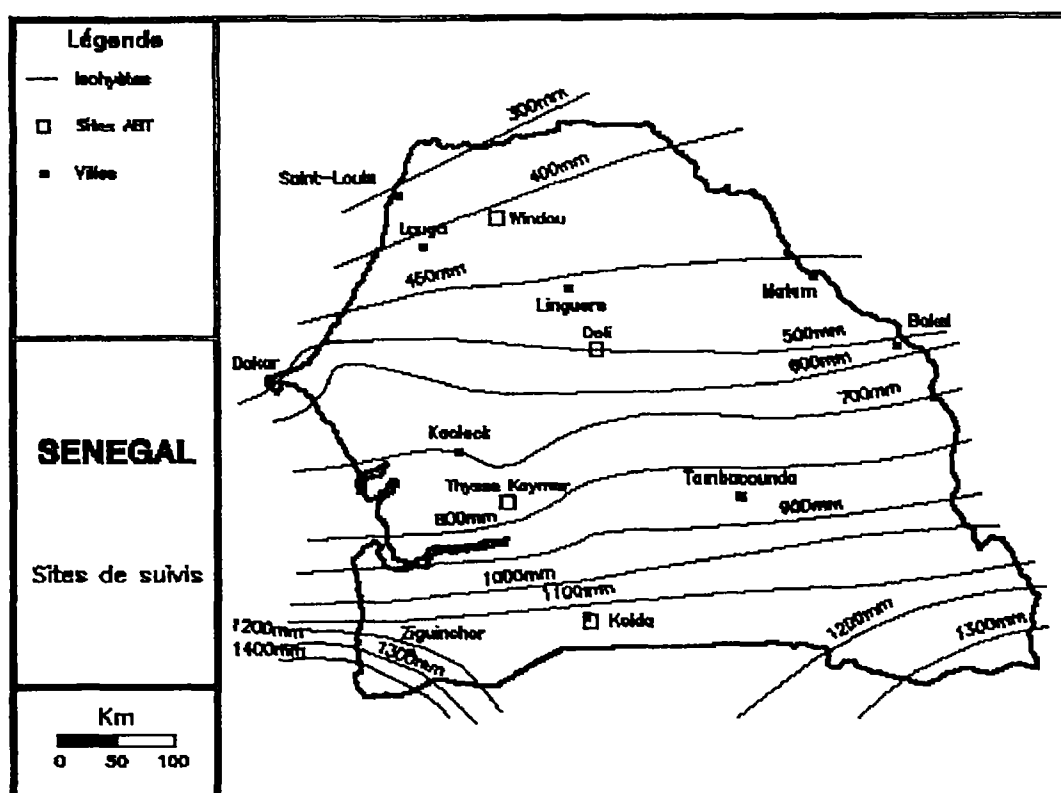 Légende
Isohyètes
Sites ABT
Villes
SENEGAL
Sites de suivis
Km
0 50 100
300mm
400mm
Saint-Louis
Windou
Louga
450mm
Linguere
Matam
Deli
500mm
Bakel
Dakar
600mm
700mm
Kaolack
Thysse Kaymor
Tambacounda
800mm
900mm
1000mm
1100mm
Kolda
1200mm
Ziguinchor
1200mm
1300mm
1400mm
1300mm